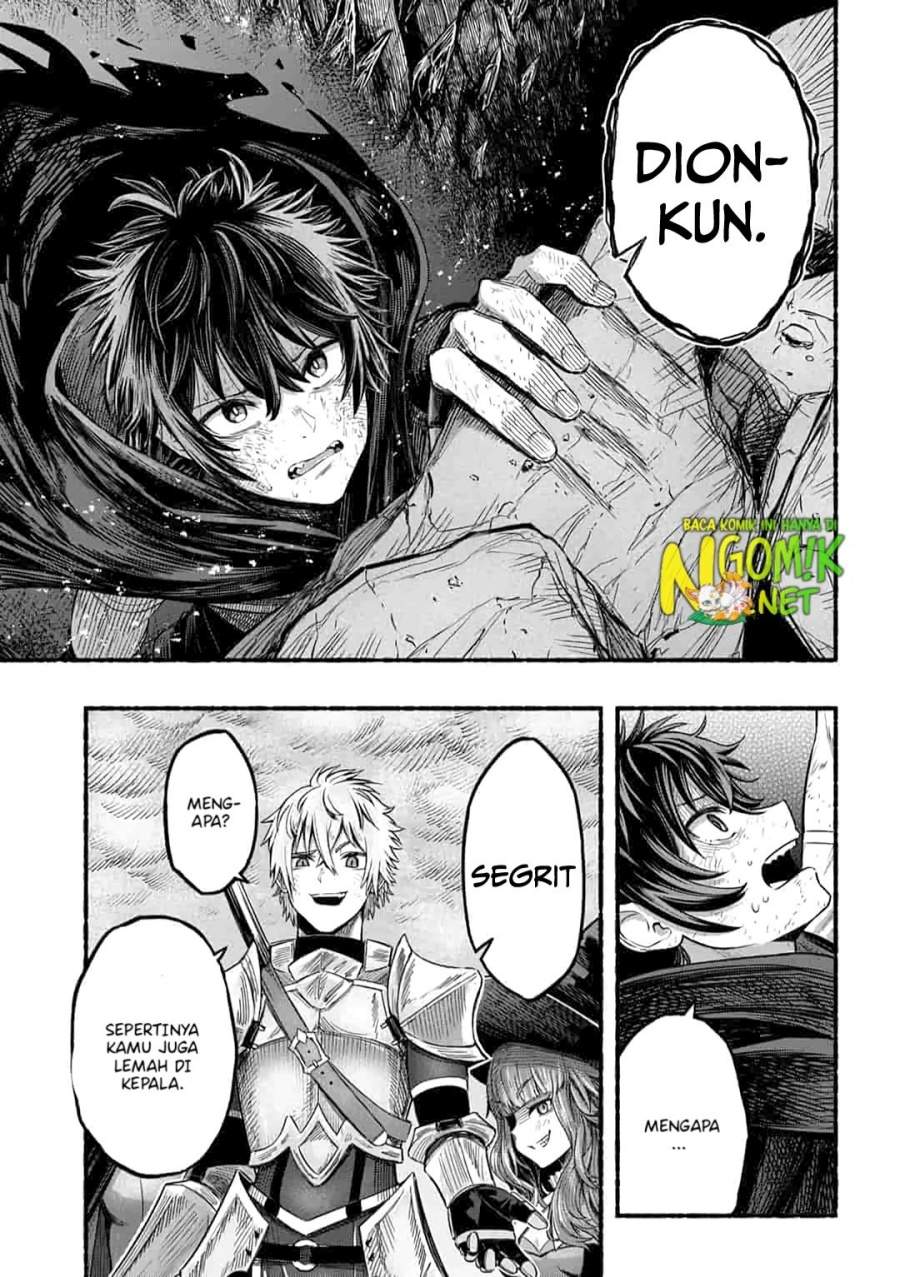 DION-
KUN.
BACA KOMIK INI HANYA DI
NGOMIK
.NET
MENGAPA
...
SEGRIT
MENG-
APA?
SEPERTINYA
KAMU JUGA
LEMAH DI
KEPALA.